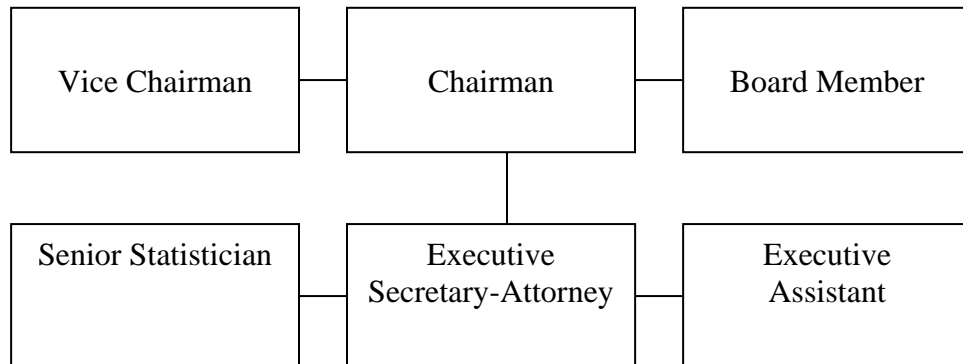 Vice Chairman
Chairman
Board Member
Senior Statistician
Executive
Secretary-Attorney
Executive
Assistant